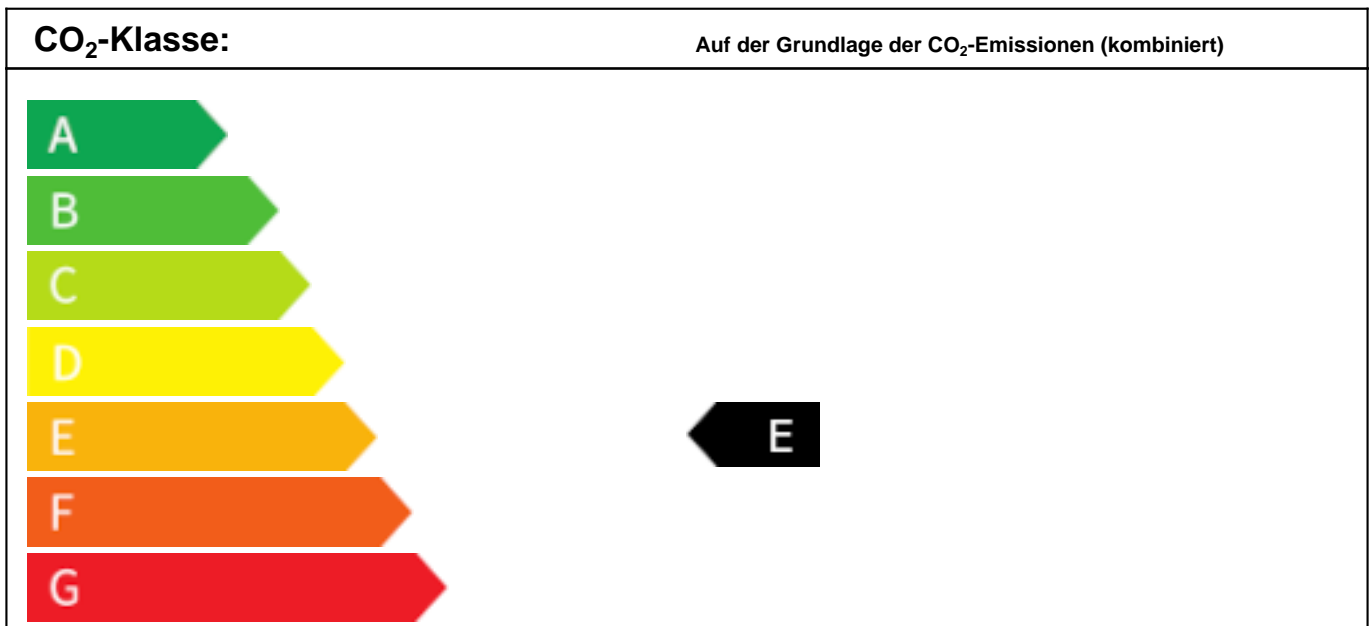 CO₂-Klasse: Auf der Grundlage der CO₂-Emissionen (kombiniert)
A
B
C
D
E E
F
G